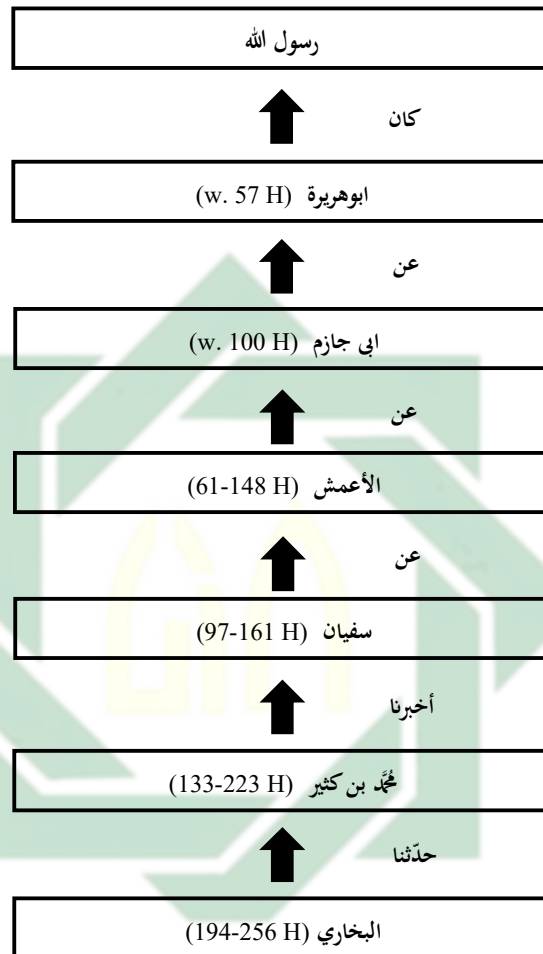 رسول الله
كان
ابوهريرة (w. 57 H)
عن
ابى جازم (w. 100 H)
عن
الأعمش (61-148 H)
عن
سفيان (97-161 H)
أخبرنا
مُحَمَّد بن كثير (133-223 H)
حدّثنا
البخاري (194-256 H)